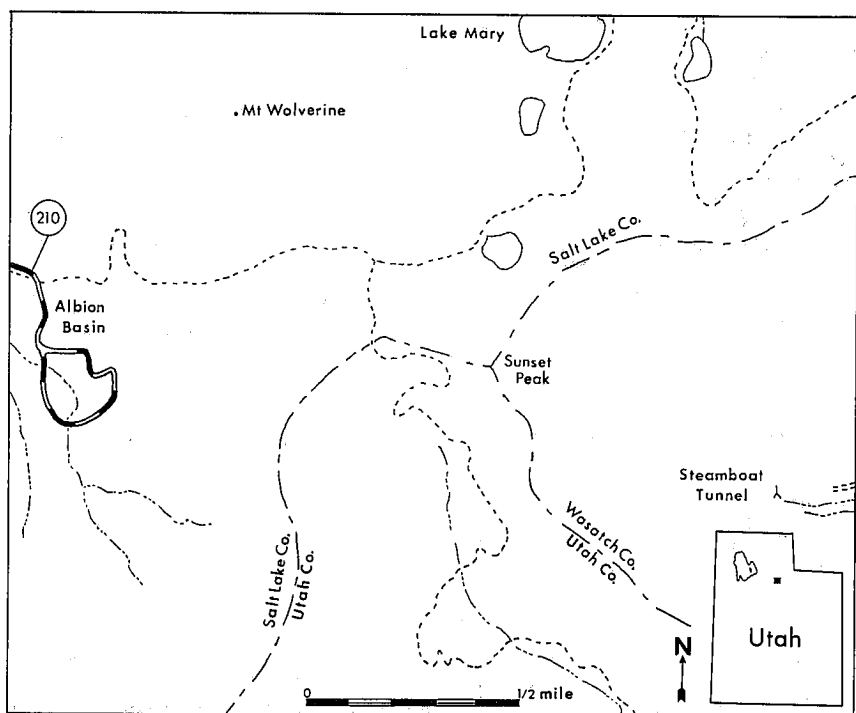 Lake Mary
Mt Wolverine
210
Salt Lake Co.
Albion
Basin
Sunset
Peak
Steamboat
Tunnel
Wasatch Co.
Utah Co.
Salt Lake Co.
Utah Co.
Utah
N
0 1/2 mile